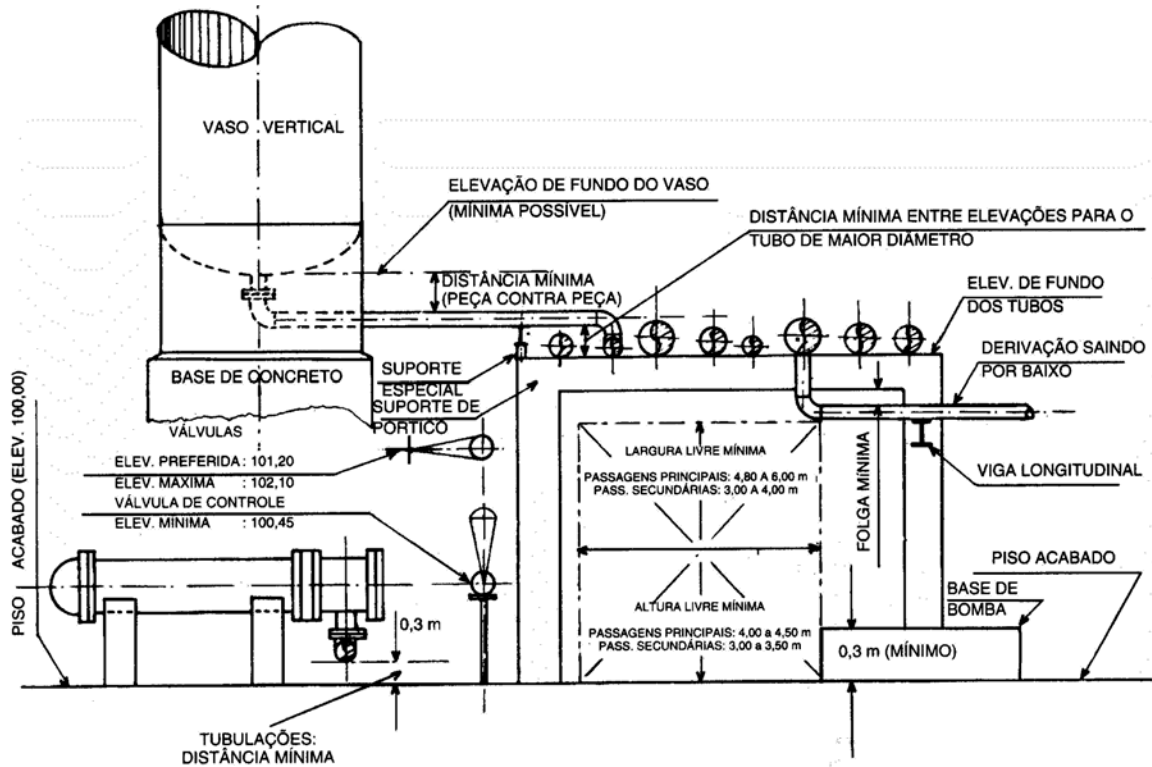 VASO VERTICAL
ELEVAÇÃO DE FUNDO DO VASO
(MÍNIMA POSSÍVEL)
DISTÂNCIA MÍNIMA ENTRE ELEVAÇÕES PARA O
TUBO DE MAIOR DIÂMETRO
DISTÂNCIA MÍNIMA
(PEÇA CONTRA PEÇA)
ELEV. DE FUNDO
DOS TUBOS
DERIVAÇÃO SAINDO
POR BAIXO
BASE DE CONCRETO
SUPORTE
ESPECIAL
SUPORTE DE
PÓRTICO
VÁLVULAS
ELEV. PREFERIDA : 101,20
ELEV. MAXIMA : 102,10
VÁLVULA DE CONTROLE
ELEV. MÍNIMA : 100,45
LARGURA LIVRE MÍNIMA
PASSAGENS PRINCIPAIS: 4,80 A 6,00 m
PASS. SECUNDÁRIAS: 3,00 A 4,00 m
FOLGA MÍNIMA
VIGA LONGITUDINAL
PISO ACABADO (ELEV. 100,00)
PISO ACABADO
BASE DE
BOMBA
0,3 m
ALTURA LIVRE MÍNIMA
PASSAGENS PRINCIPAIS: 4,00 a 4,50 m
PASS. SECUNDÁRIAS: 3,00 a 3,50 m
0,3 m (MÍNIMO)
TUBULAÇÕES:
DISTÂNCIA MÍNIMA